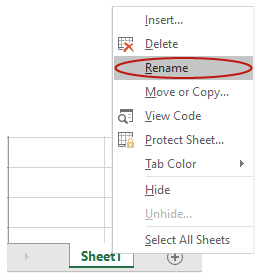 Insert...
Delete
Rename
Move or Copy...
View Code
Protect Sheet...
Tab Color
Hide
Unhide...
Select All Sheets
Sheet1